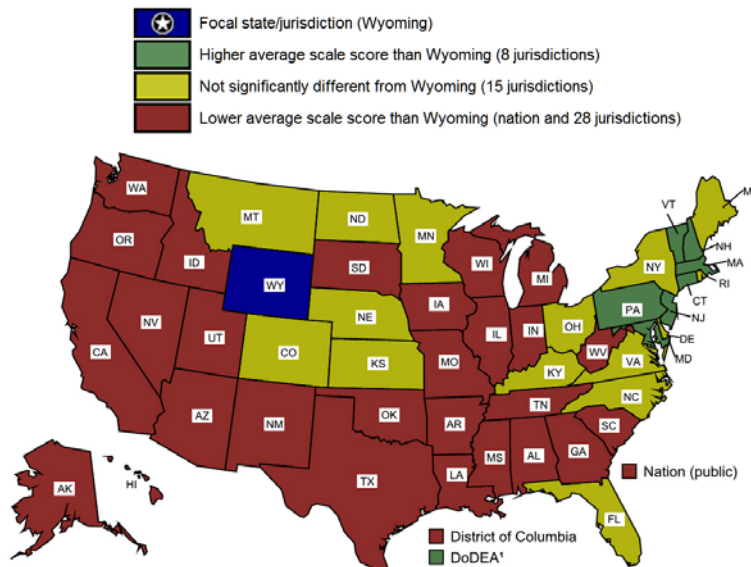 Focal state/jurisdiction (Wyoming)
Higher average scale score than Wyoming (8 jurisdictions)
Not significantly different from Wyoming (15 jurisdictions)
Lower average scale score than Wyoming (nation and 28 jurisdictions)
WA
MT
ND
MN
VT
M
OR
ID
WY
SD
WI
MI
NY
NH
MA
RI
CT
NJ
PA
NV
UT
NE
IA
IL
IN
OH
DE
MD
CA
CO
KS
MO
KY
WV
VA
AZ
NM
OK
AR
TN
NC
SC
TX
LA
MS
AL
GA
Nation (public)
AK
HI
FL
District of Columbia
DoDEA¹